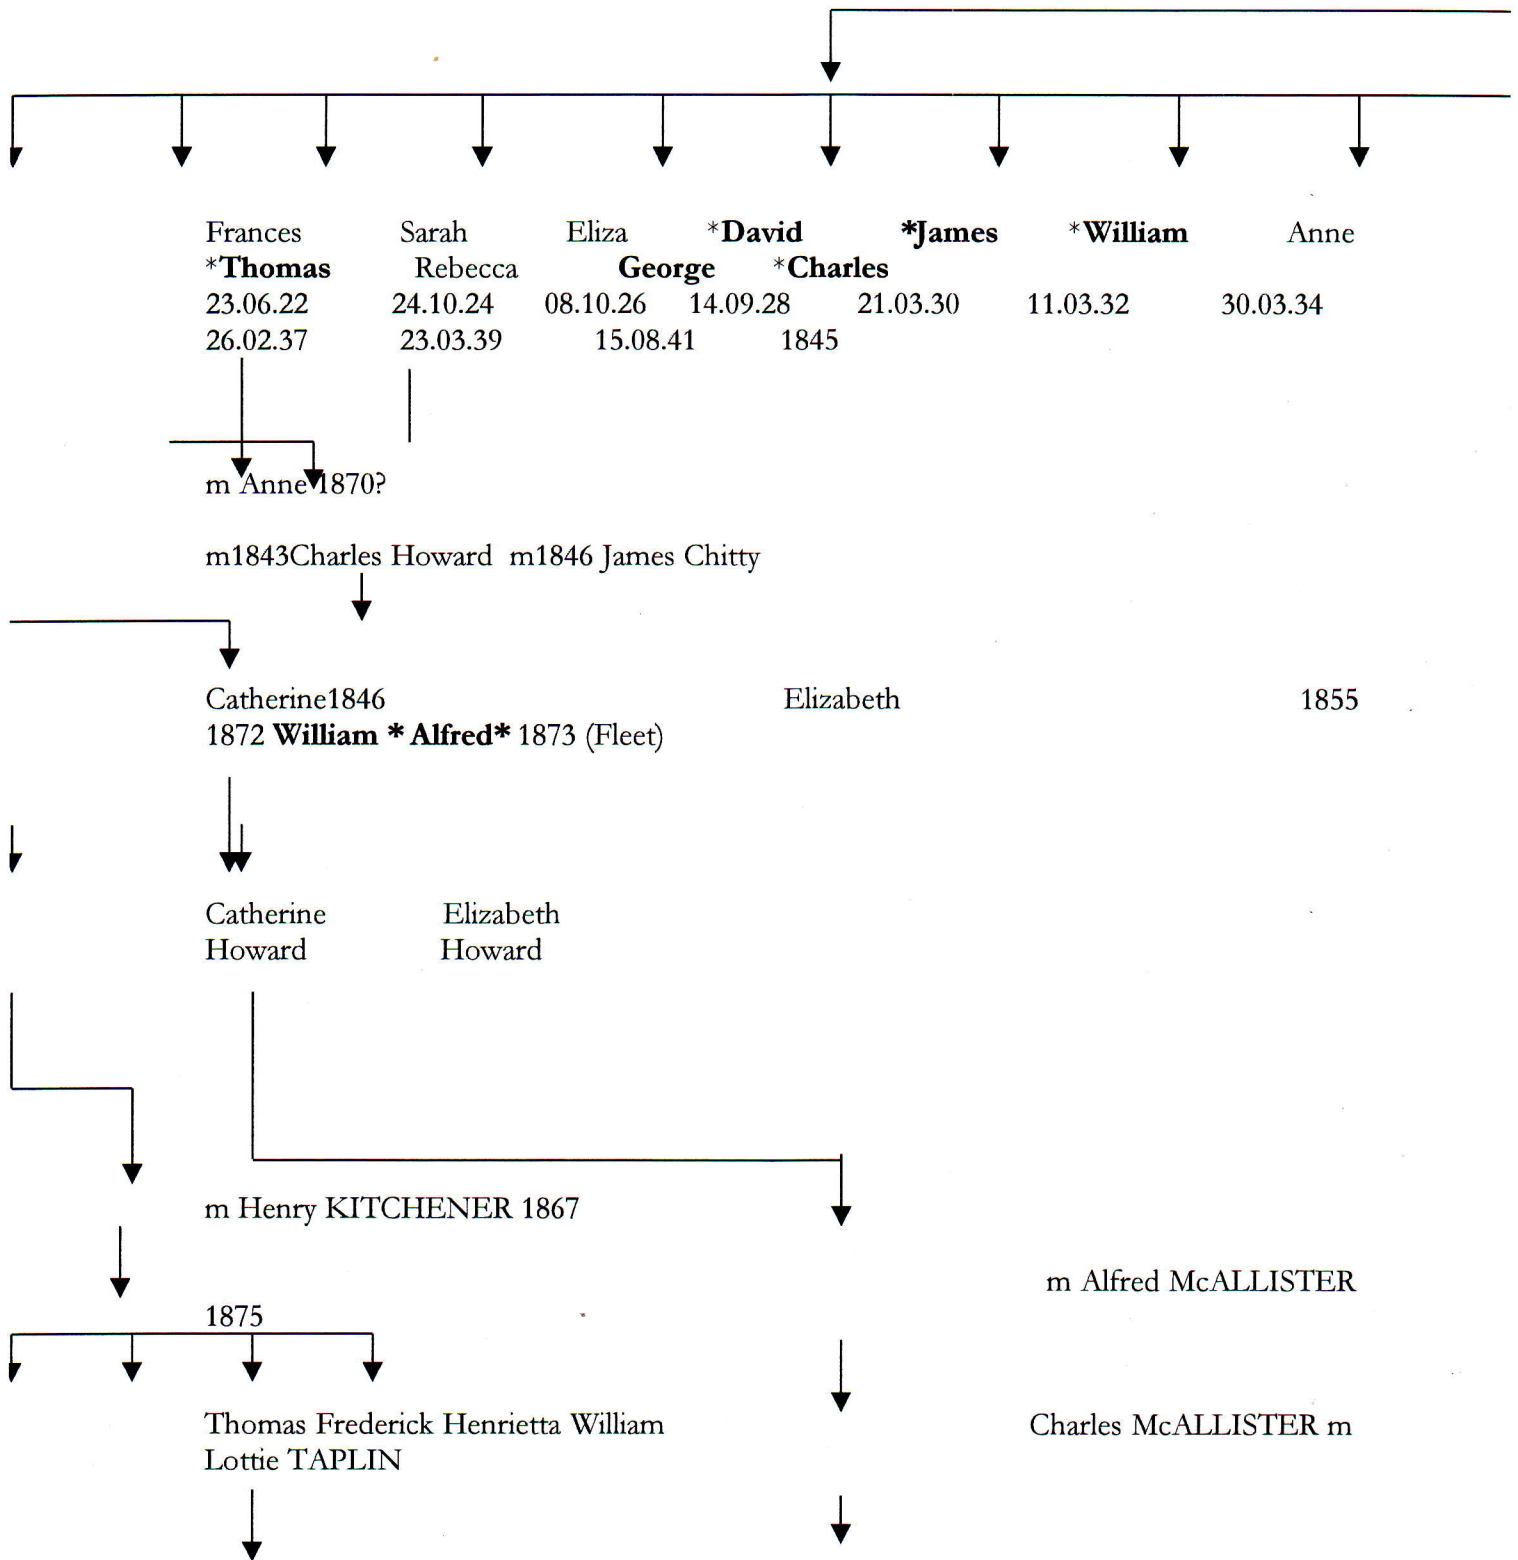 Frances Sarah Eliza *David *James *William Anne
*Thomas Rebecca George *Charles
23.06.22 24.10.24 08.10.26 14.09.28 21.03.30 11.03.32 30.03.34
26.02.37 23.03.39 15.08.41 1845
m Anne 1870?
m1843Charles Howard m1846 James Chitty
Catherine1846 Elizabeth 1855
1872 William * Alfred* 1873 (Fleet)
Catherine Elizabeth
Howard Howard
m Henry KITCHENER 1867
m Alfred McALLISTER
1875
Thomas Frederick Henrietta William Charles McALLISTER m
Lottie TAPLIN